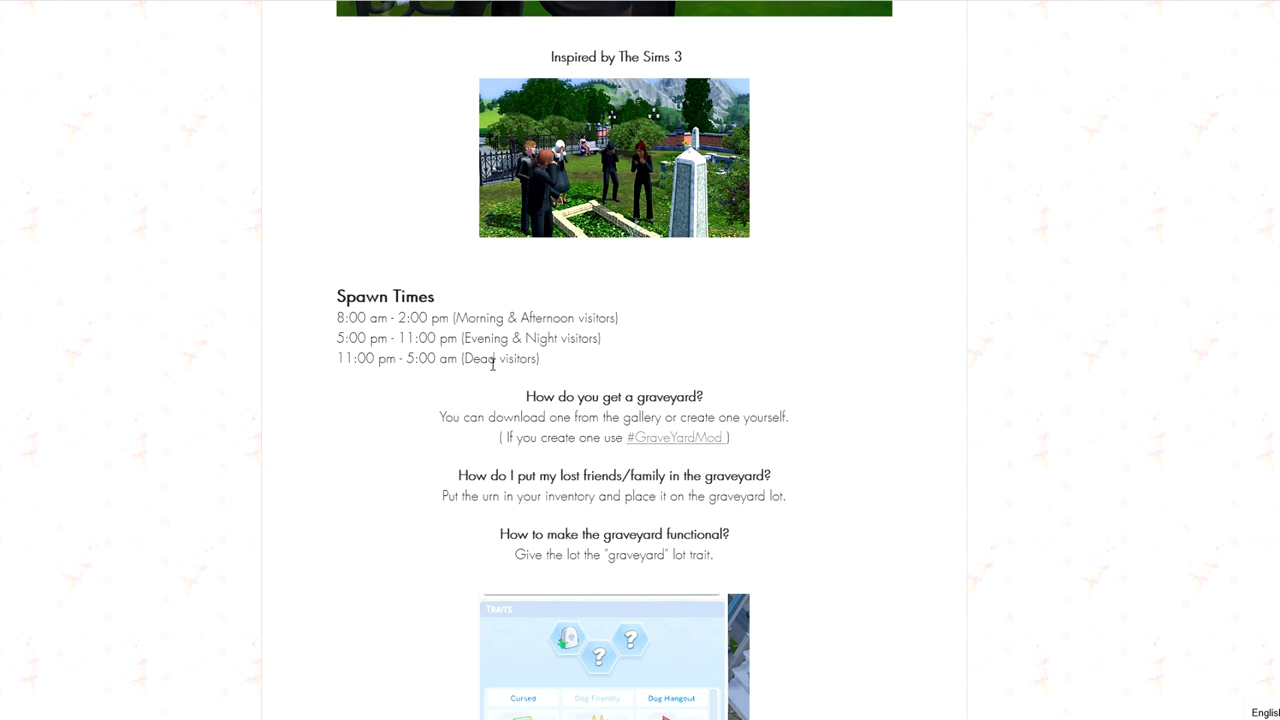 Inspired by The Sims 3
Spawn Times
8:00 am - 2:00 pm (Morning & Afternoon visitors)
5:00 pm - 11:00 pm (Evening & Night visitors)
11:00 pm - 5:00 am (Dead visitors)
How do you get a graveyard?
You can download one from the gallery or create one yourself.
( If you create one use #GraveYardMod )
How do I put my lost friends/family in the graveyard?
Put the urn in your inventory and place it on the graveyard lot.
How to make the graveyard functional?
Give the lot the "graveyard" lot trait.
Traits
? ?
Cursed Dog Friendly Dog Hangout
English